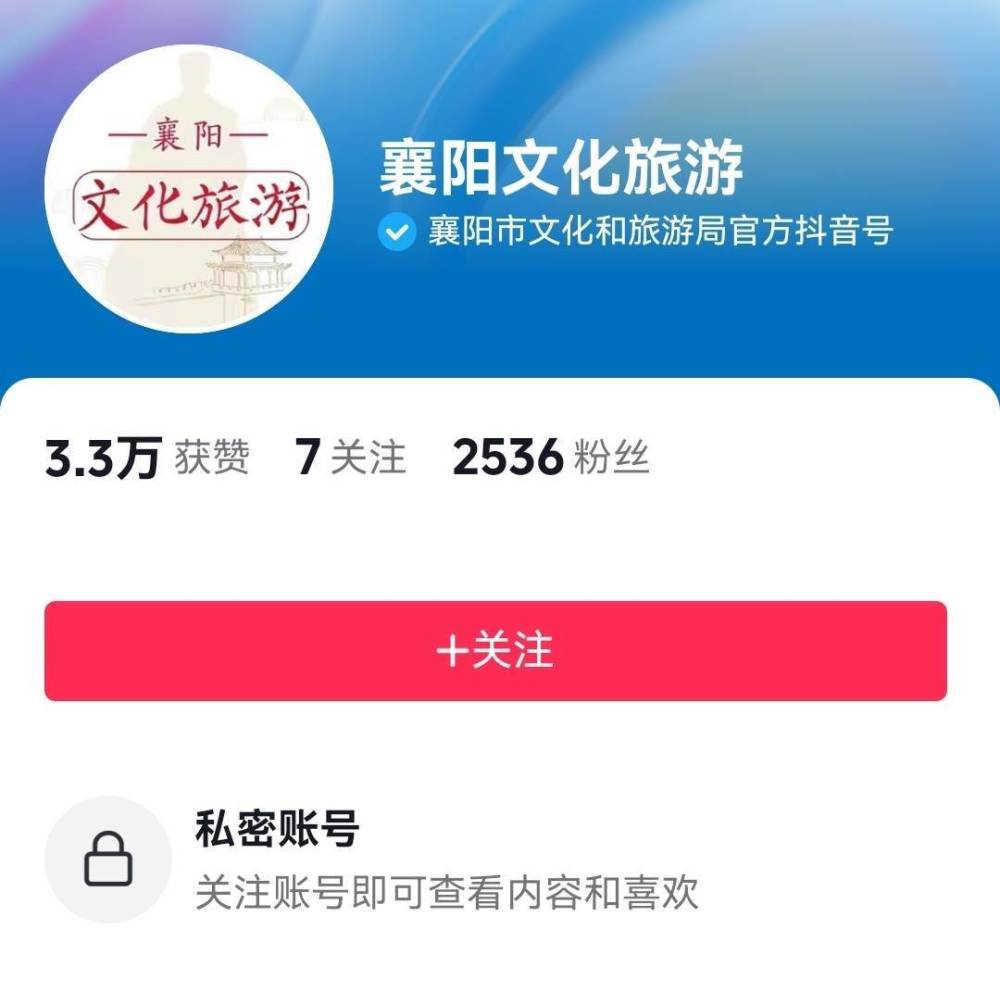 襄阳
文化旅游
襄阳文化旅游
襄阳市文化和旅游局官方抖音号
3.3万 获赞 7 关注 2536 粉丝
+关注
私密账号
关注账号即可查看内容和喜欢